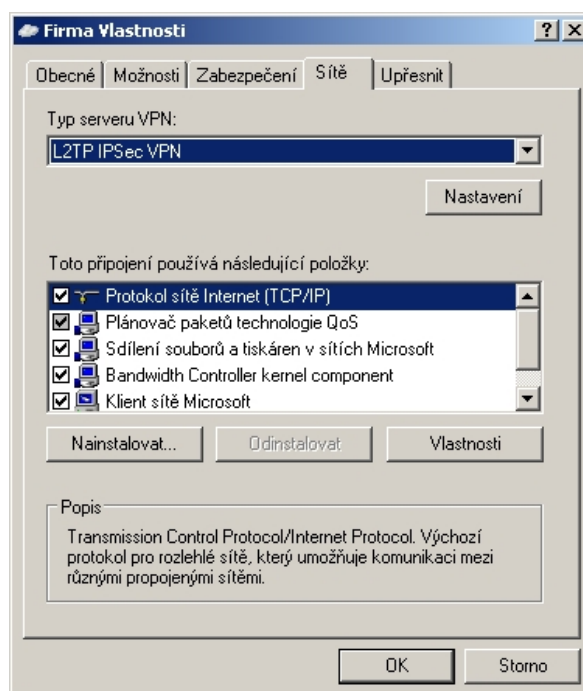 Firma Vlastnosti
Obecné Možnosti Zabezpečení Sítě Upřesnit
Typ serveru VPN:
L2TP IPSec VPN
Nastavení
Toto připojení používá následující položky:
Protokol sítě Internet (TCP/IP)
Plánovač paketů technologie QoS
Sdílení souborů a tiskáren v sítích Microsoft
Bandwidth Controller kernel component
Klient sítě Microsoft
Nainstalovat... Odinstalovat Vlastnosti
Popis
Transmission Control Protocol/Internet Protocol. Výchozí
protokol pro rozlehlé sítě, který umožňuje komunikaci mezi
různými propojenými sítěmi.
OK Storno